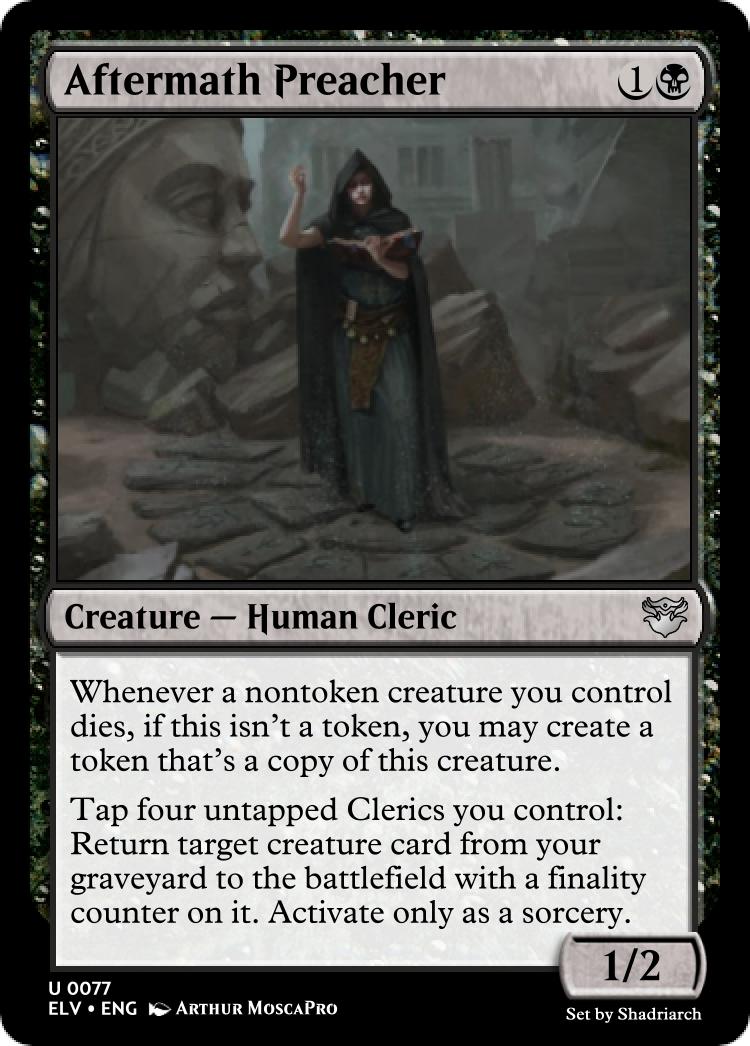 Aftermath Preacher 1
Creature — Human Cleric
Whenever a nontoken creature you control
dies, if this isn't a token, you may create a
token that's a copy of this creature.
Tap four untapped Clerics you control:
Return target creature card from your
graveyard to the battlefield with a finality
counter on it. Activate only as a sorcery.
1/2
U 0077
ELV • ENG Arthur MoscaPro
Set by Shadriarch